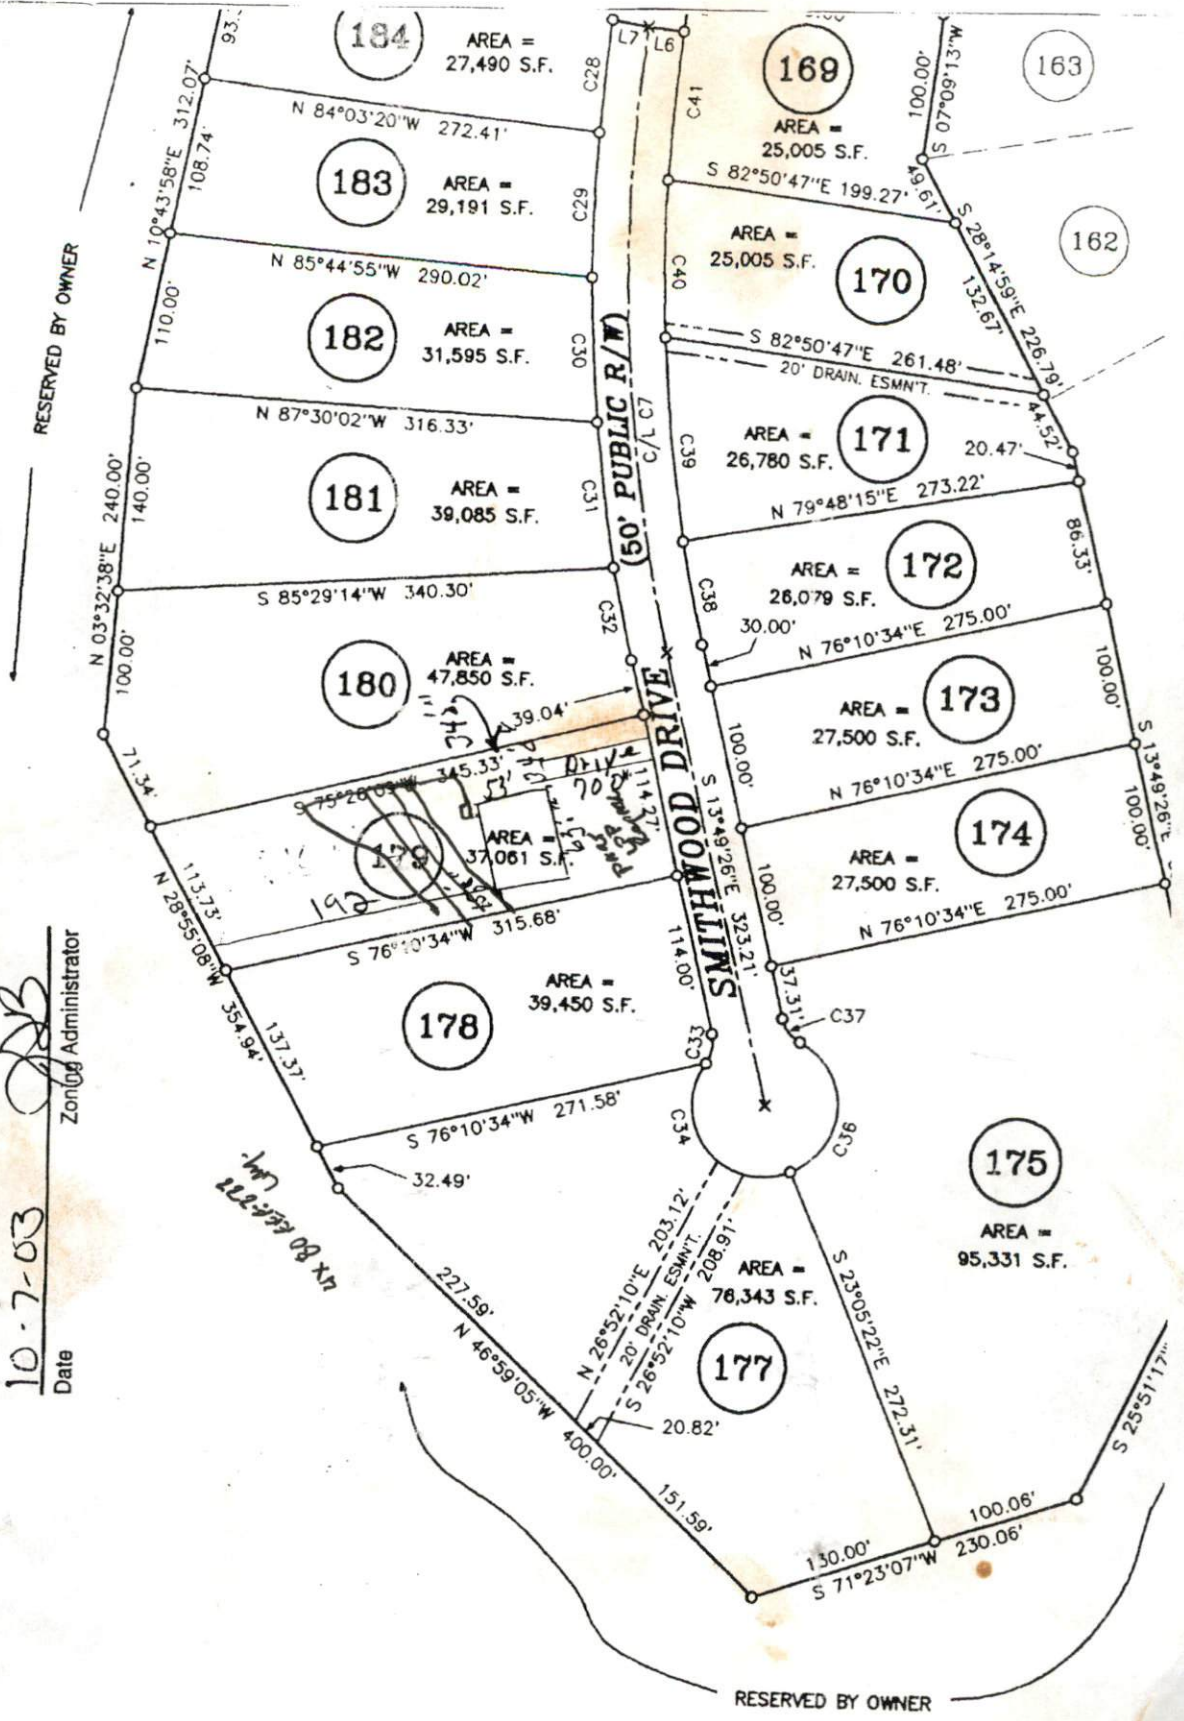 93.
184
AREA =
27,490 S.F.
C28
L7
L6
C41
169
AREA =
25,005 S.F.
100.00'
S 07°09'13"W
163
N 84°03'20"W 272.41'
N 10°43'58"E 312.07'
108.74'
183
AREA =
29,191 S.F.
C29
S 82°50'47"E 199.27'
49.61'
RESERVED BY OWNER
N 85°44'55"W 290.02'
AREA =
25,005 S.F.
C40
170
S 28°14'59"E 226.79'
132.67'
162
110.00'
182
AREA =
31,595 S.F.
C30
S 82°50'47"E 261.48'
20' DRAIN. ESMN'T.
N 87°30'02"W 316.33'
(50' PUBLIC R/W)
C/L C7
C39
AREA =
26,780 S.F.
171
44.52'
20.47'
N 03°32'38"E 240.00'
140.00'
181
AREA =
39,085 S.F.
C31
N 79°48'15"E 273.22'
86.33'
S 85°29'14"W 340.30'
C32
C38
AREA =
26,079 S.F.
172
30.00'
N 76°10'34"E 275.00'
100.00'
180
AREA =
47,850 S.F.
39.04'
SMITHWOOD DRIVE
AREA =
27,500 S.F.
173
100.00'
100.00'
S 13°49'26"E
71.34'
345.33'
Drive
53'
114.27'
S 13°49'26"E 323.21'
N 76°10'34"E 275.00'
100.00'
AREA =
37,061 S.F.
192
113.73'
N 28°55'08"W 354.94'
S 76°10'34"W 315.68'
100.00'
AREA =
27,500 S.F.
174
N 76°10'34"E 275.00'
178
AREA =
39,450 S.F.
114.00'
137.37'
37.31'
C37
C33
S 76°10'34"W 271.58'
C34
C36
32.49'
175
AREA =
95,331 S.F.
N 26°52'10"E 203.12'
20' DRAIN. ESMN'T.
S 26°52'10"W 208.91'
AREA =
78,343 S.F.
177
S 23°05'22"E 272.31'
227.59'
N 46°59'05"W 400.00'
20.82'
151.59'
130.00'
100.06'
S 71°23'07"W 230.06'
S 25°51'17"
RESERVED BY OWNER
Zoning Administrator
10-7-03
Date